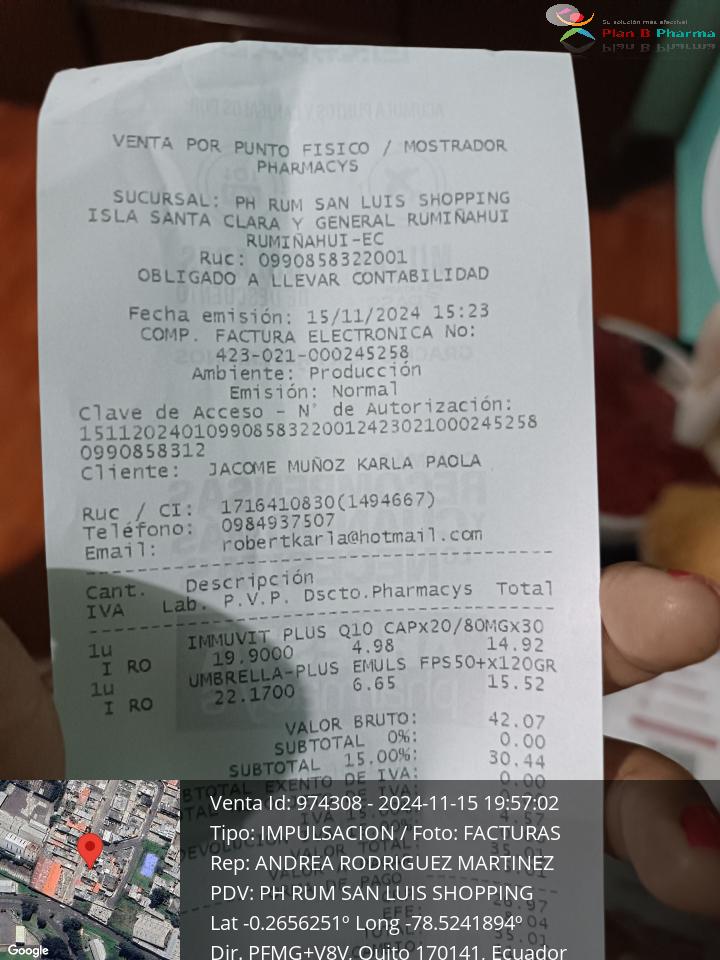 Su solución más efectiva!
Plan B Pharma
VENTA POR PUNTO FISICO / MOSTRADOR
PHARMACYS
SUCURSAL: PH RUM SAN LUIS SHOPPING
ISLA SANTA CLARA Y GENERAL RUMIÑAHUI
RUMIÑAHUI-EC
Ruc: 0990858322001
OBLIGADO A LLEVAR CONTABILIDAD
Fecha emisión: 15/11/2024 15:23
COMP. FACTURA ELECTRONICA No:
423-021-000245258
Ambiente: Producción
Emisión: Normal
Clave de Acceso - N° de Autorización:
151120240109908583220012423021000245258
0990858312
Cliente: JACOME MUÑOZ KARLA PAOLA
Ruc / CI: 1716410830(1494667)
Teléfono: 0984937507
Email: robertkarla@hotmail.com
Cant. Descripción
IVA Lab. P.V.P. Dscto.Pharmacys Total
1u IMMUVIT PLUS Q10 CAPx20/80MGx30
I RO 19.9000 4.98 14.92
1u UMBRELLA-PLUS EMULS FPS50+X120GR
I RO 22.1700 6.65 15.52
VALOR BRUTO: 42.07
SUBTOTAL 0%: 0.00
SUBTOTAL 15.00%: 30.44
EXENTO DE IVA: 0.00
IVA 4.57
VALOR TOTAL: 35.01
Venta Id: 974308 - 2024-11-15 19:57:02
Tipo: IMPULSACION / Foto: FACTURAS
Rep: ANDREA RODRIGUEZ MARTINEZ
PDV: PH RUM SAN LUIS SHOPPING
Lat -0.2656251° Long -78.5241894°
Dir. PFMG+V8V, Quito 170141, Ecuador
Google